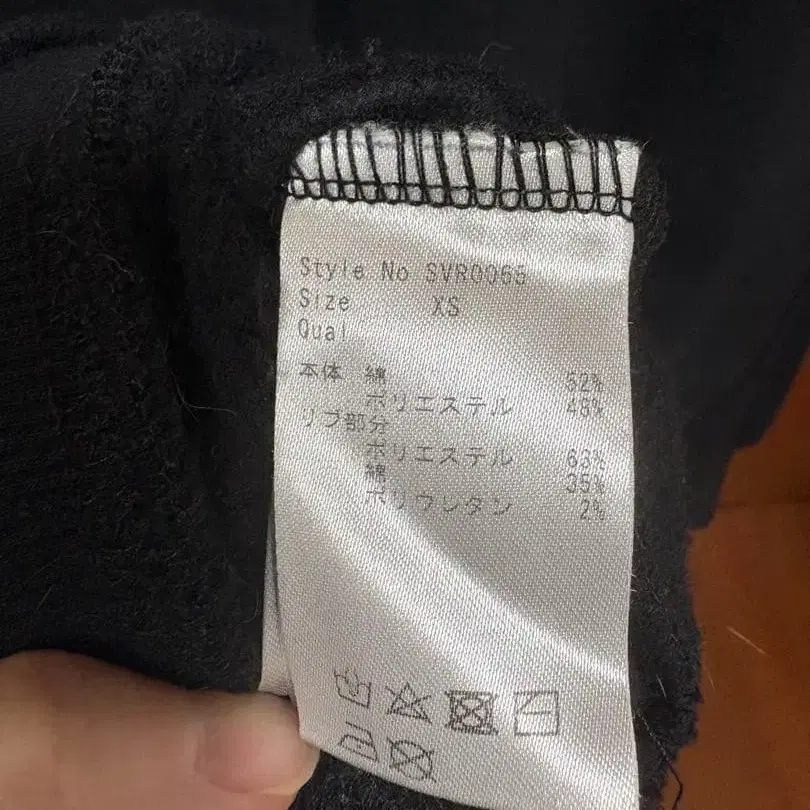 Style No SVR0065
Size XS
Qual
本体 綿 52%
ポリエステル 48%
リブ部分
ポリエステル 63%
綿 35%
ポリウレタン 2%